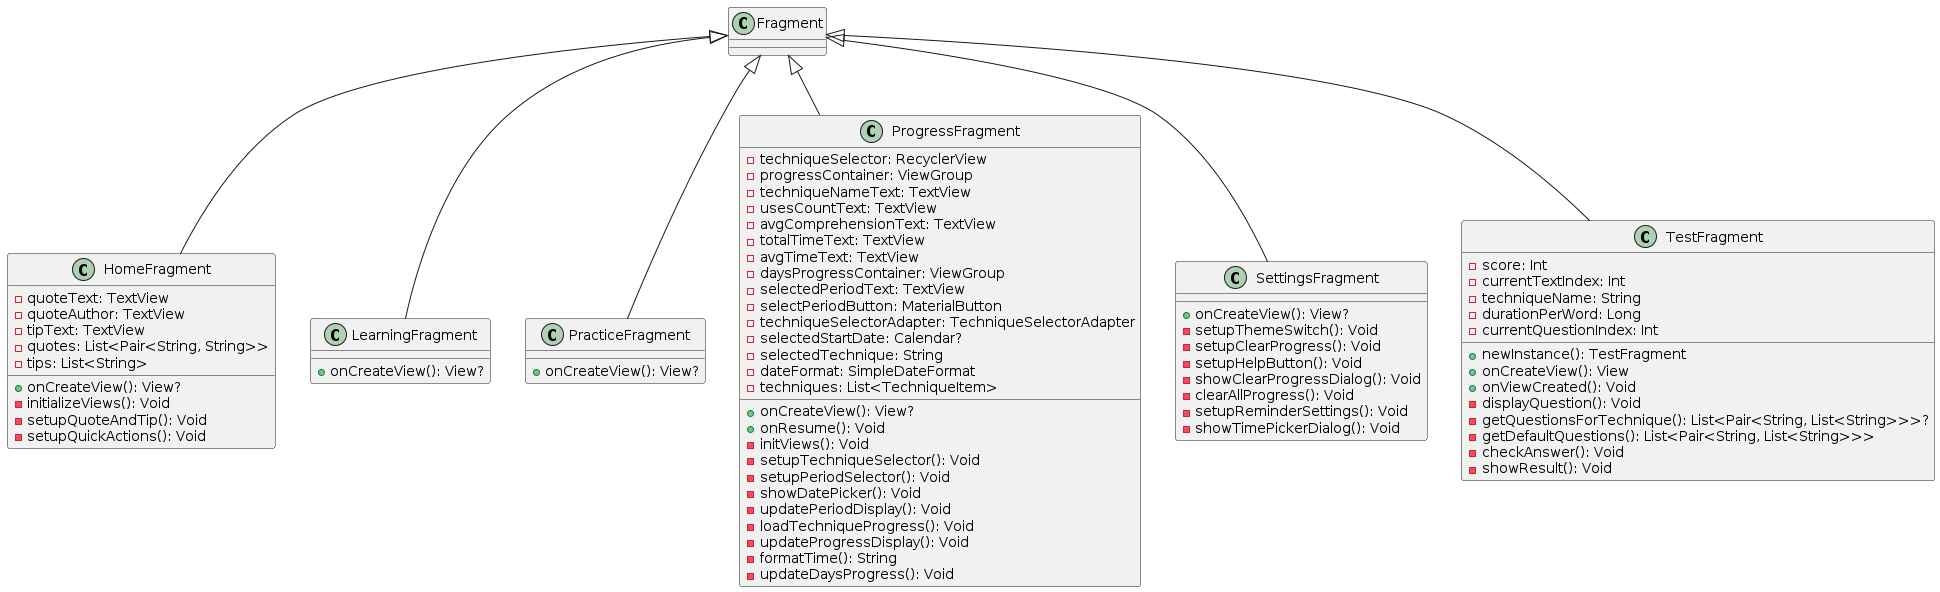 C Fragment
C HomeFragment
quoteText: TextView
quoteAuthor: TextView
tipText: TextView
quotes: List<Pair<String, String>>
tips: List<String>
onCreateView(): View?
initializeViews(): Void
setupQuoteAndTip(): Void
setupQuickActions(): Void
C LearningFragment
onCreateView(): View?
C PracticeFragment
onCreateView(): View?
C ProgressFragment
techniqueSelector: RecyclerView
progressContainer: ViewGroup
techniqueNameText: TextView
usesCountText: TextView
avgComprehensionText: TextView
totalTimeText: TextView
avgTimeText: TextView
daysProgressContainer: ViewGroup
selectedPeriodText: TextView
selectPeriodButton: MaterialButton
techniqueSelectorAdapter: TechniqueSelectorAdapter
selectedStartDate: Calendar?
selectedTechnique: String
dateFormat: SimpleDateFormat
techniques: List<TechniqueItem>
onCreateView(): View?
onResume(): Void
initViews(): Void
setupTechniqueSelector(): Void
setupPeriodSelector(): Void
showDatePicker(): Void
updatePeriodDisplay(): Void
loadTechniqueProgress(): Void
updateProgressDisplay(): Void
formatTime(): String
updateDaysProgress(): Void
C SettingsFragment
onCreateView(): View?
setupThemeSwitch(): Void
setupClearProgress(): Void
setupHelpButton(): Void
showClearProgressDialog(): Void
clearAllProgress(): Void
setupReminderSettings(): Void
showTimePickerDialog(): Void
C TestFragment
score: Int
currentTextIndex: Int
techniqueName: String
durationPerWord: Long
currentQuestionIndex: Int
newInstance(): TestFragment
onCreateView(): View
onViewCreated(): Void
displayQuestion(): Void
getQuestionsForTechnique(): List<Pair<String, List<String>>>?
getDefaultQuestions(): List<Pair<String, List<String>>>
checkAnswer(): Void
showResult(): Void